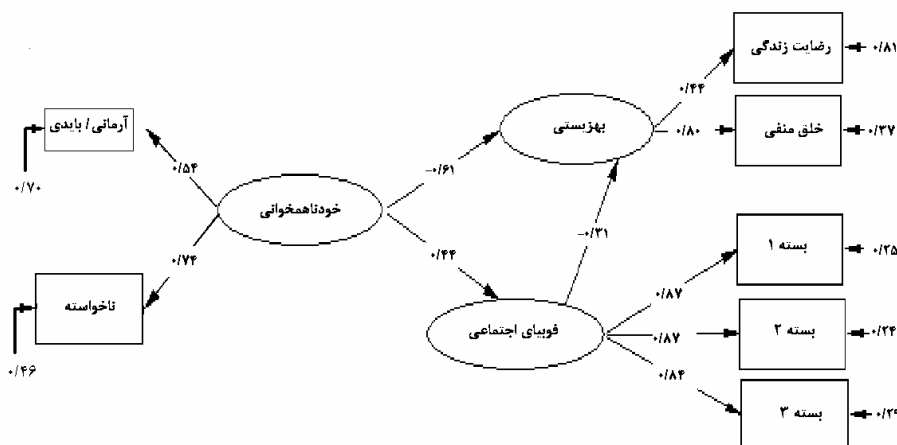 رضایت زندگی
۰/۸۱
۰/۴۴
آرمانی / بایدی
بهزیستی
خلق منفی
۰/۳۷
۰/۸۰
۰/۷۰
۰/۵۴
-۰/۶۱
خودناهمخوانی
۰/۷۴
۰/۴۴
-۰/۳۱
بسته ۱
۰/۲۵
۰/۸۷
ناخواسته
۰/۴۶
فوبیای اجتماعی
۰/۸۷
بسته ۲
۰/۲۴
۰/۸۴
بسته ۳
۰/۲۹